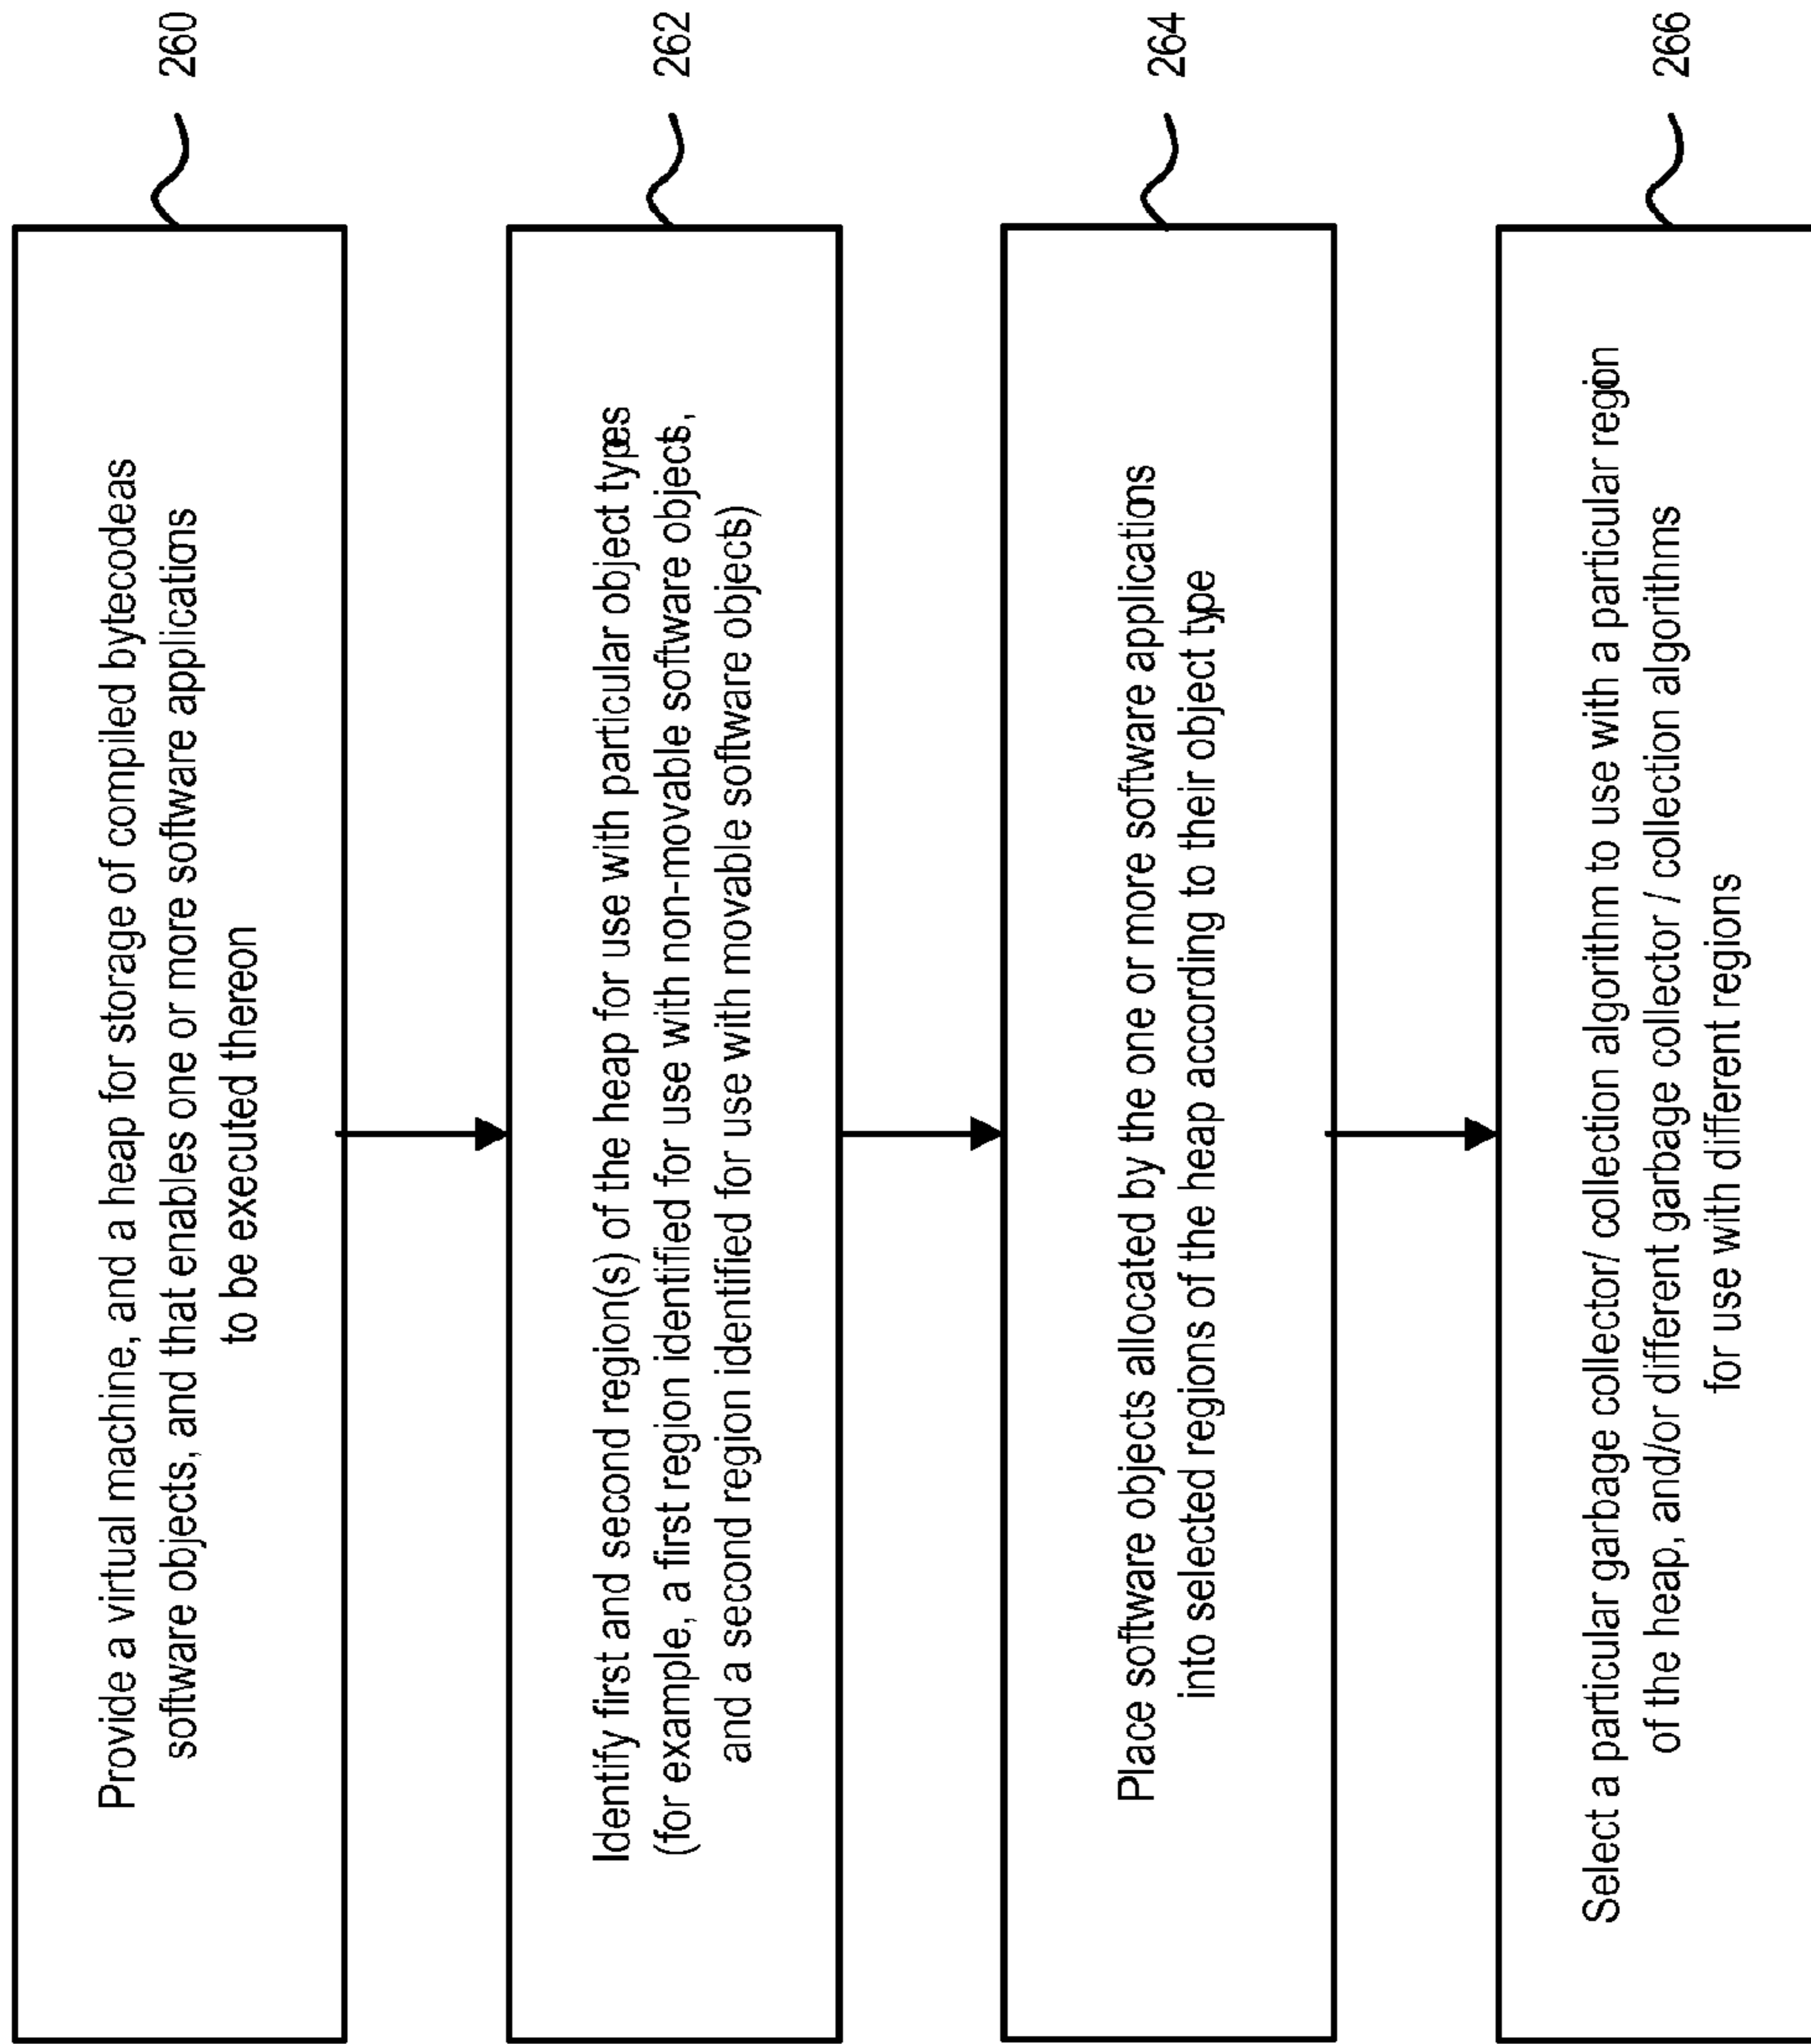 Provide a virtual machine, and a heap for storage of compiled bytecodeas
software objects, and that enables one or more software applications
to be executed thereon
260
Identify first and second region(s) of the heap for use with particular object types
(for example, a first region identified for use with non-movable software objects,
and a second region identified for use with movable software objects)
262
Place software objects allocated by the one or more software applications
into selected regions of the heap according to their object type
264
Select a particular garbage collector/ collection algorithm to use with a particular region
of the heap, and/or different garbage collector / collection algorithms
for use with different regions
266